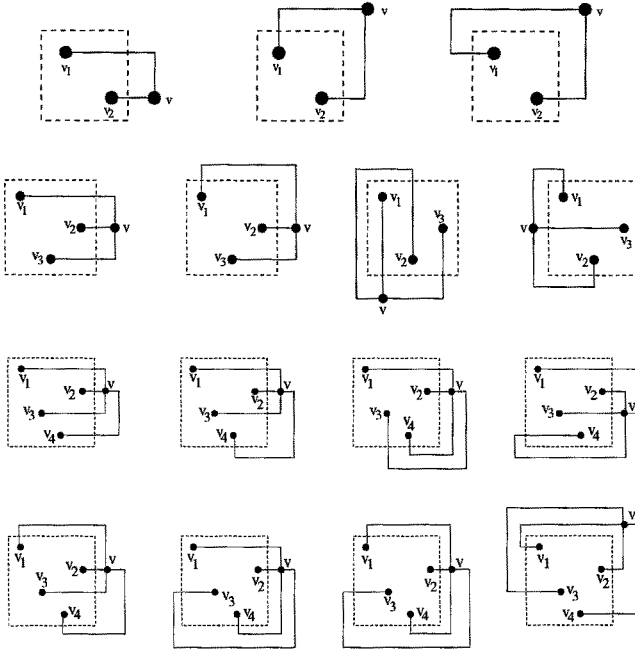 v v v
v₁ v₁ v₁
v₂ v v₂ v₂
v₁ v₁ v₁ v₁
v₂ v v₂ v v₃ v v₃
v₃ v₃ v₂ v₂
v
v₁ v₁ v₁ v₁
v₂ v v₂ v v₂ v v₂
v₃ v₃ v₃ v₃ v
v₄ v₄ v₄ v₄
v
v₁ v₁ v₁ v₁
v₂ v v₂ v v₂ v v₂
v₃ v₃ v₃ v₃
v₄ v₄ v₄ v₄